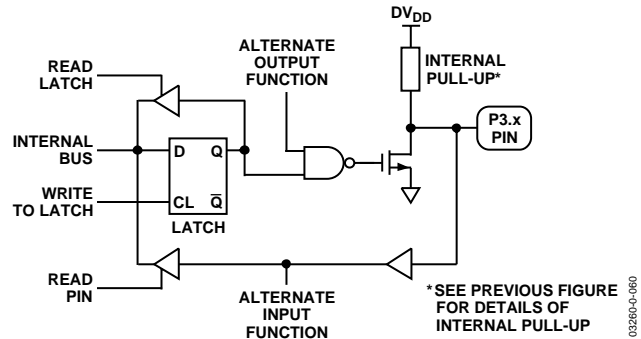 DVDD
ALTERNATE
OUTPUT
FUNCTION
INTERNAL
PULL-UP*
READ
LATCH
P3.x
PIN
INTERNAL
BUS
D Q
WRITE
TO LATCH
CL Q̅
LATCH
READ
PIN
ALTERNATE
INPUT
FUNCTION
*SEE PREVIOUS FIGURE
FOR DETAILS OF
INTERNAL PULL-UP
03260-0-060